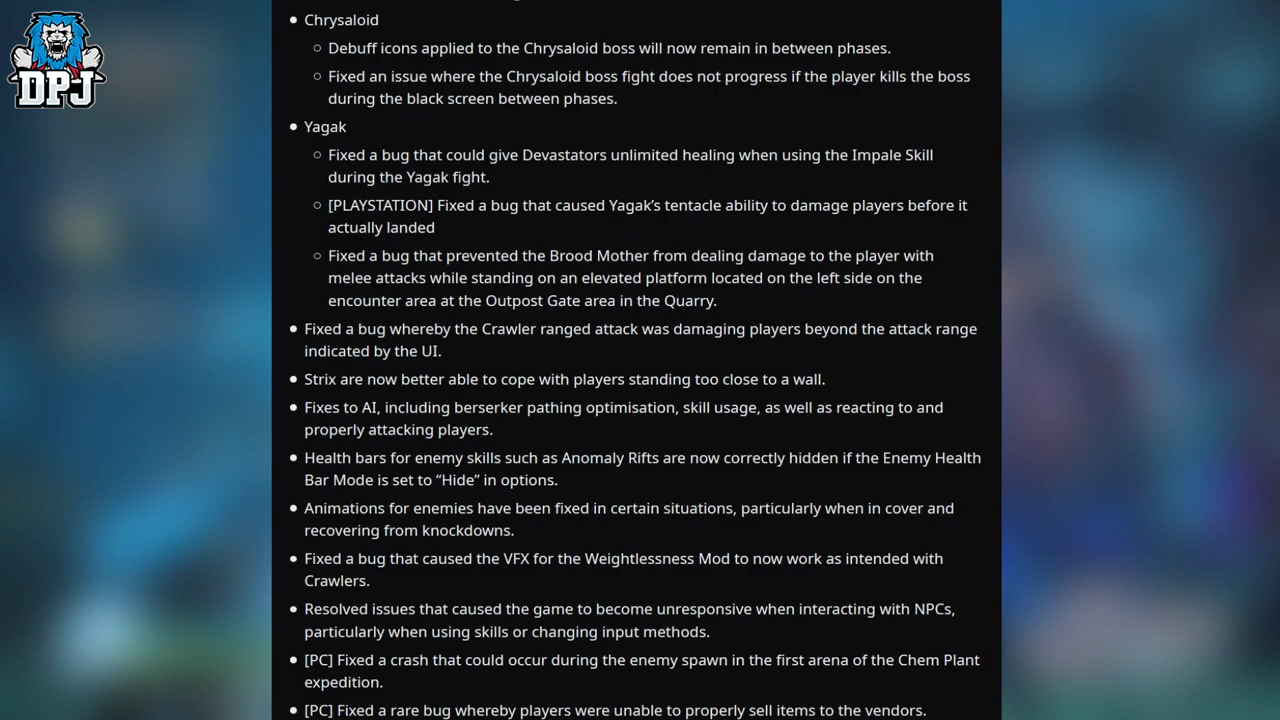 DPJ
• Chrysaloid
○ Debuff icons applied to the Chrysaloid boss will now remain in between phases.
○ Fixed an issue where the Chrysaloid boss fight does not progress if the player kills the boss
during the black screen between phases.
• Yagak
○ Fixed a bug that could give Devastators unlimited healing when using the Impale Skill
during the Yagak fight.
○ [PLAYSTATION] Fixed a bug that caused Yagak’s tentacle ability to damage players before it
actually landed
○ Fixed a bug that prevented the Brood Mother from dealing damage to the player with
melee attacks while standing on an elevated platform located on the left side on the
encounter area at the Outpost Gate area in the Quarry.
• Fixed a bug whereby the Crawler ranged attack was damaging players beyond the attack range
indicated by the UI.
• Strix are now better able to cope with players standing too close to a wall.
• Fixes to AI, including berserker pathing optimisation, skill usage, as well as reacting to and
properly attacking players.
• Health bars for enemy skills such as Anomaly Rifts are now correctly hidden if the Enemy Health
Bar Mode is set to “Hide” in options.
• Animations for enemies have been fixed in certain situations, particularly when in cover and
recovering from knockdowns.
• Fixed a bug that caused the VFX for the Weightlessness Mod to now work as intended with
Crawlers.
• Resolved issues that caused the game to become unresponsive when interacting with NPCs,
particularly when using skills or changing input methods.
• [PC] Fixed a crash that could occur during the enemy spawn in the first arena of the Chem Plant
expedition.
• [PC] Fixed a rare bug whereby players were unable to properly sell items to the vendors.